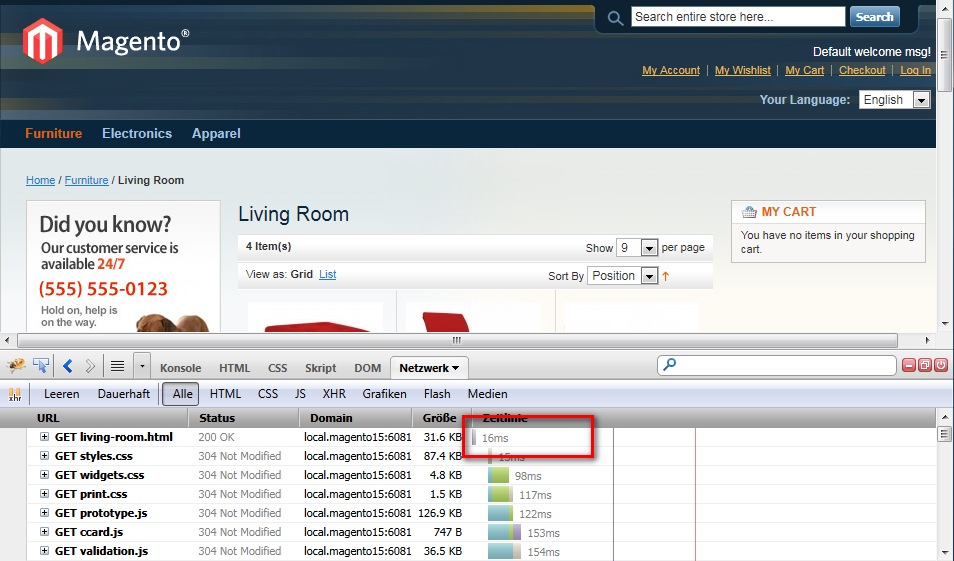 Search entire store here... Search
Magento®
Default welcome msg!
My Account | My Wishlist | My Cart | Checkout | Log In
Your Language: English
Furniture Electronics Apparel
Home / Furniture / Living Room
Did you know?
Our customer service is
available 24/7
(555) 555-0123
Hold on, help is
on the way.
Living Room
4 Item(s) Show 9 per page
View as: Grid List Sort By Position
MY CART
You have no items in your shopping
cart.
Konsole HTML CSS Skript DOM Netzwerk
xhr Leeren Dauerhaft Alle HTML CSS JS XHR Grafiken Flash Medien
URL Status Domain Größe Zeitlinie
GET living-room.html 200 OK local.magento15:6081 31.6 KB 16ms
GET styles.css 304 Not Modified local.magento15:6081 87.4 KB 15ms
GET widgets.css 304 Not Modified local.magento15:6081 4.8 KB 98ms
GET print.css 304 Not Modified local.magento15:6081 1.5 KB 117ms
GET prototype.js 304 Not Modified local.magento15:6081 126.9 KB 122ms
GET ccard.js 304 Not Modified local.magento15:6081 747 B 153ms
GET validation.js 304 Not Modified local.magento15:6081 36.5 KB 154ms